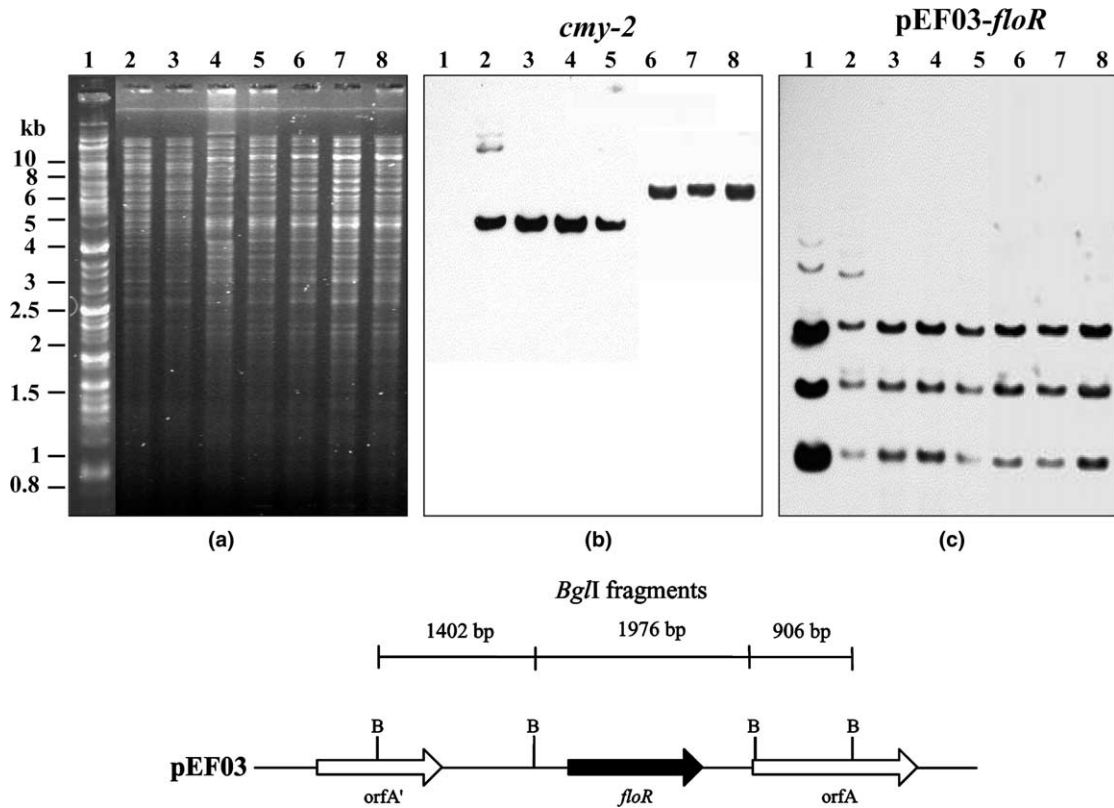 cmy-2
pEF03-floR
1 2 3 4 5 6 7 8
1 2 3 4 5 6 7 8
1 2 3 4 5 6 7 8
kb
10
8
6
5
4
3
2.5
2
1.5
1
0.8
(a)
(b)
(c)
BglI fragments
1402 bp
1976 bp
906 bp
B
B
B
B
pEF03
orfA'
floR
orfA